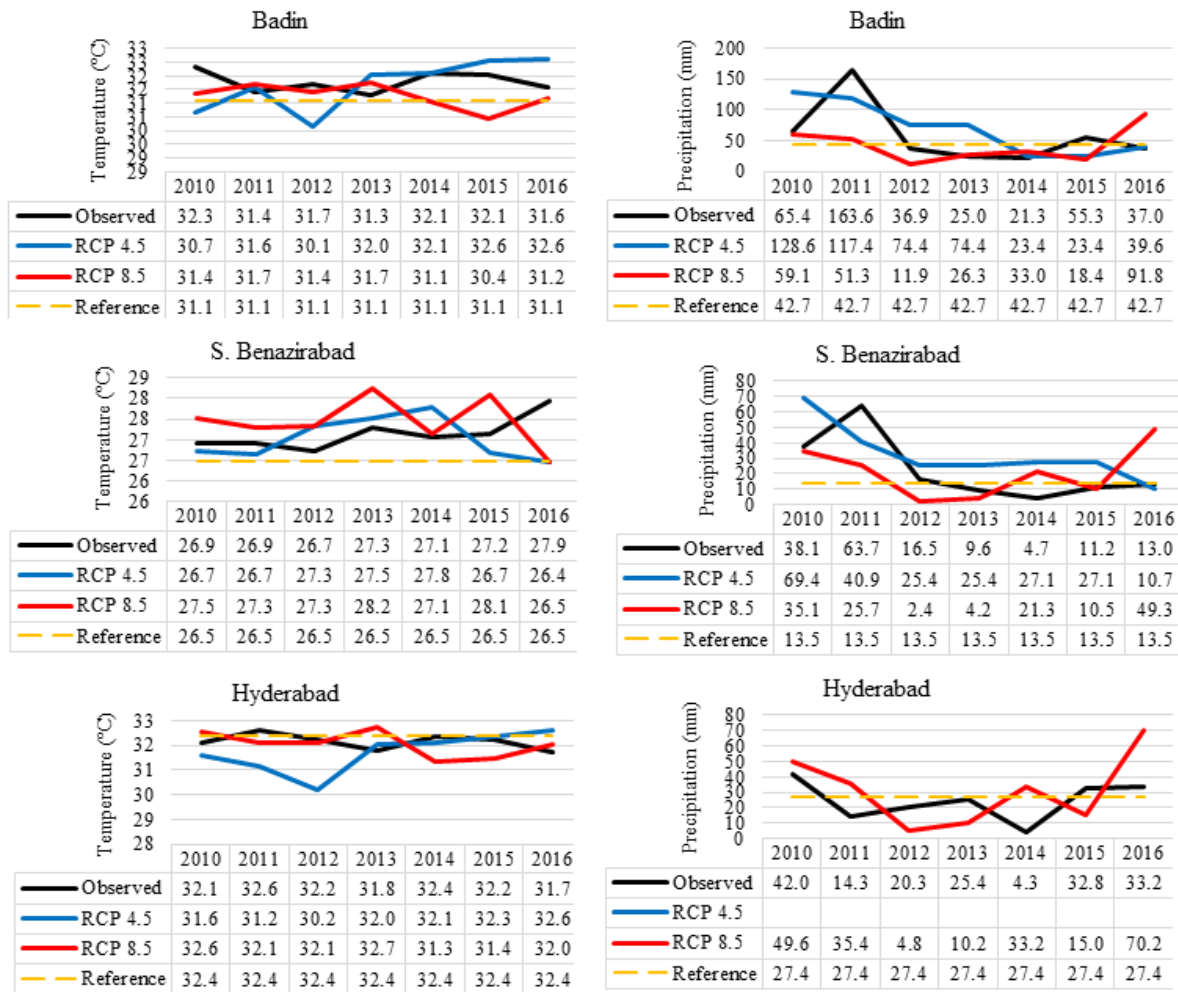 Badin
Temperature (°C)
33
33
32
32
31
31
30
30
29
29
2010 2011 2012 2013 2014 2015 2016
Observed 32.3 31.4 31.7 31.3 32.1 32.1 31.6
RCP 4.5 30.7 31.6 30.1 32.0 32.1 32.6 32.6
RCP 8.5 31.4 31.7 31.4 31.7 31.1 30.4 31.2
Reference 31.1 31.1 31.1 31.1 31.1 31.1 31.1
Badin
Precipitation (mm)
200
150
100
50
0
2010 2011 2012 2013 2014 2015 2016
Observed 65.4 163.6 36.9 25.0 21.3 55.3 37.0
RCP 4.5 128.6 117.4 74.4 74.4 23.4 23.4 39.6
RCP 8.5 59.1 51.3 11.9 26.3 33.0 18.4 91.8
Reference 42.7 42.7 42.7 42.7 42.7 42.7 42.7
S. Benazirabad
29
28
28
27
27
26
26
2010 2011 2012 2013 2014 2015 2016
Observed 26.9 26.9 26.7 27.3 27.1 27.2 27.9
RCP 4.5 26.7 26.7 27.3 27.5 27.8 26.7 26.4
RCP 8.5 27.5 27.3 27.3 28.2 27.1 28.1 26.5
Reference 26.5 26.5 26.5 26.5 26.5 26.5 26.5
S. Benazirabad
Precipitation (mm)
80
70
60
50
40
30
20
10
0
2010 2011 2012 2013 2014 2015 2016
Observed 38.1 63.7 16.5 9.6 4.7 11.2 13.0
RCP 4.5 69.4 40.9 25.4 25.4 27.1 27.1 10.7
RCP 8.5 35.1 25.7 2.4 4.2 21.3 10.5 49.3
Reference 13.5 13.5 13.5 13.5 13.5 13.5 13.5
Hyderabad
Temperature (°C)
33
32
31
30
29
28
2010 2011 2012 2013 2014 2015 2016
Observed 32.1 32.6 32.2 31.8 32.4 32.2 31.7
RCP 4.5 31.6 31.2 30.2 32.0 32.1 32.3 32.6
RCP 8.5 32.6 32.1 32.1 32.7 31.3 31.4 32.0
Reference 32.4 32.4 32.4 32.4 32.4 32.4 32.4
Hyderabad
Precipitation (mm)
80
70
60
50
40
30
20
10
0
2010 2011 2012 2013 2014 2015 2016
Observed 42.0 14.3 20.3 25.4 4.3 32.8 33.2
RCP 4.5
RCP 8.5 49.6 35.4 4.8 10.2 33.2 15.0 70.2
Reference 27.4 27.4 27.4 27.4 27.4 27.4 27.4